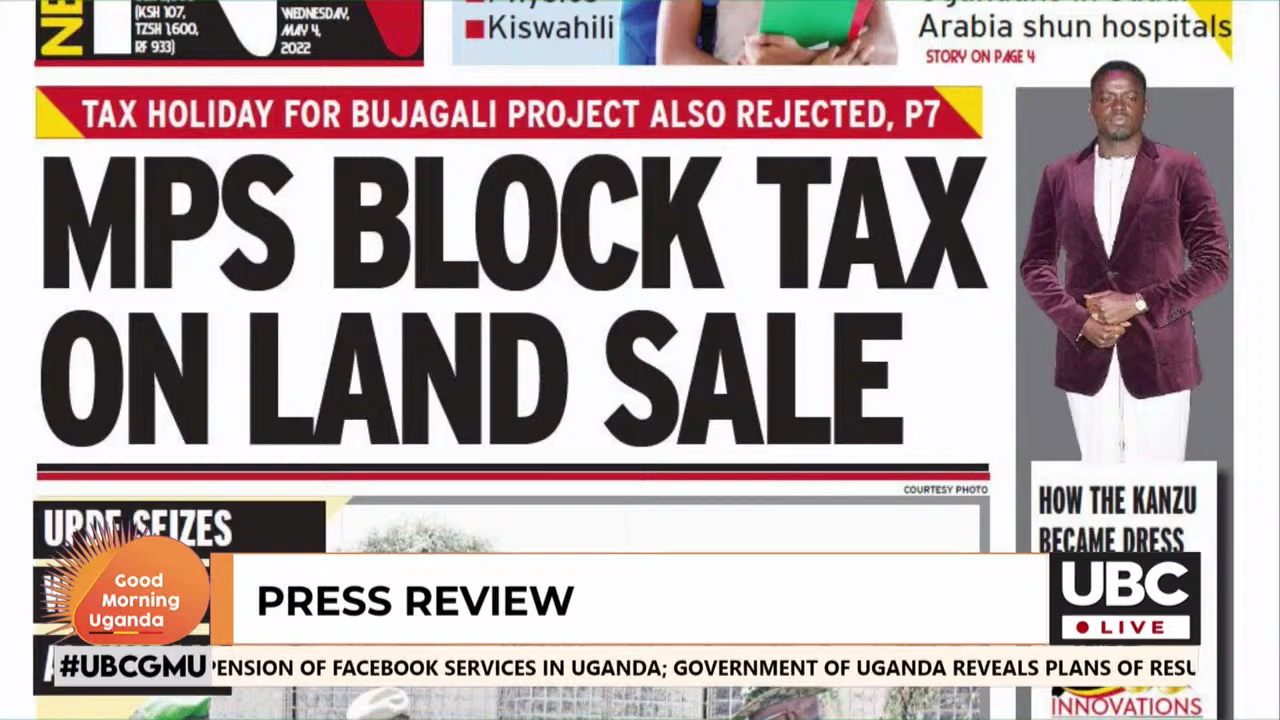 (KSH 107,
TZSH 1,600,
RF 933)
WEDNESDAY,
MAY 4,
2022
Kiswahili
Arabia shun hospitals
STORY ON PAGE 4
TAX HOLIDAY FOR BUJAGALI PROJECT ALSO REJECTED, P7
MPS BLOCK TAX
ON LAND SALE
COURTESY PHOTO
UPDF SEIZES
HOW THE KANZU
BECAME DRESS
Good
Morning
Uganda
PRESS REVIEW
UBC
LIVE
#UBCGMU
PENSION OF FACEBOOK SERVICES IN UGANDA; GOVERNMENT OF UGANDA REVEALS PLANS OF RESU
INNOVATIONS